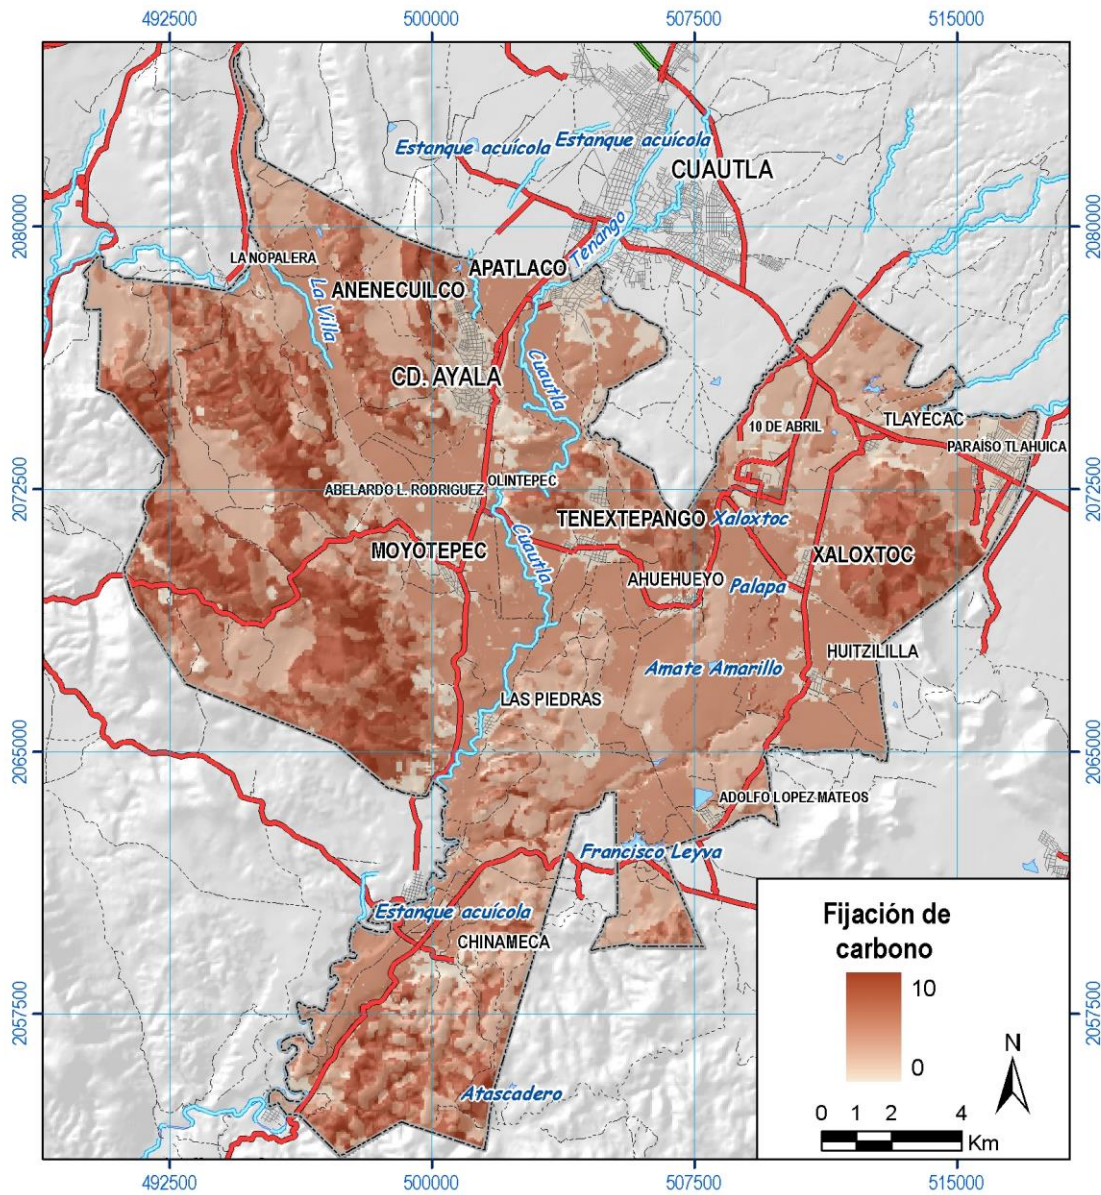 492500
500000
507500
515000
2080000
2080000
Estanque acuícola
Estanque acuícola
CUAUTLA
Tenango
LA NOPALERA
APATLACO
ANENECUILCO
La Villa
CD. AYALA
Cuautla
10 DE ABRIL
TLAYECAC
PARAÍSO TLAHUICA
2072500
2072500
ABELARDO L. RODRIGUEZ
OLINTEPEC
TENEXTEPANGO
Xaloxtoc
MOYOTEPEC
Cuautla
XALOXTOC
AHUEHUEYO
Palapa
HUITZILILLA
Amate Amarillo
LAS PIEDRAS
2065000
2065000
ADOLFO LOPEZ MATEOS
Francisco Leyva
Estanque acuícola
CHINAMECA
Atascadero
2057500
2057500
Fijación de
carbono
10
0
N
0 1 2 4
Km
492500
500000
507500
515000